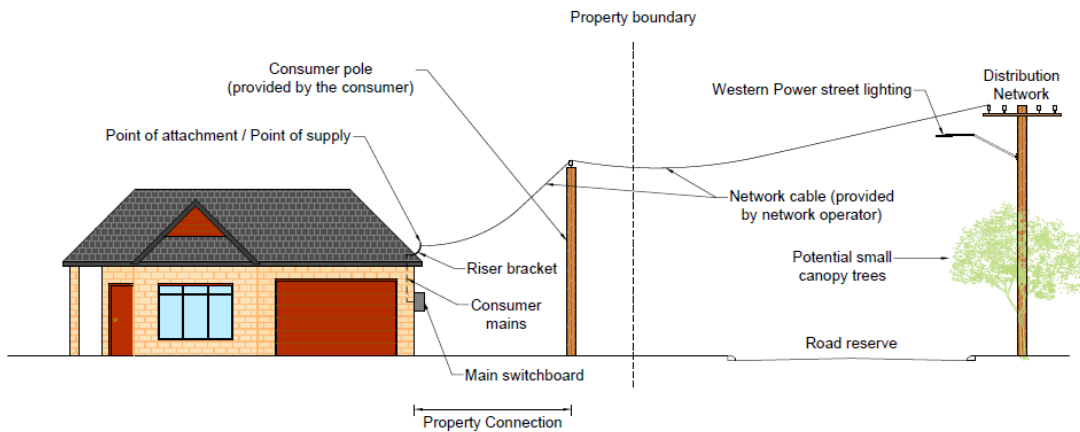 Property boundary
Consumer pole
(provided by the consumer)
Distribution
Network
Western Power street lighting
Point of attachment / Point of supply
Network cable (provided
by network operator)
Riser bracket
Potential small
canopy trees
Consumer
mains
Road reserve
Main switchboard
Property Connection